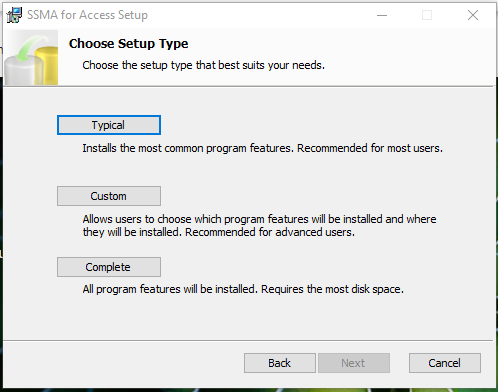 SSMA for Access Setup
Choose Setup Type
Choose the setup type that best suits your needs.
Typical
Installs the most common program features. Recommended for most users.
Custom
Allows users to choose which program features will be installed and where
they will be installed. Recommended for advanced users.
Complete
All program features will be installed. Requires the most disk space.
Back
Next
Cancel